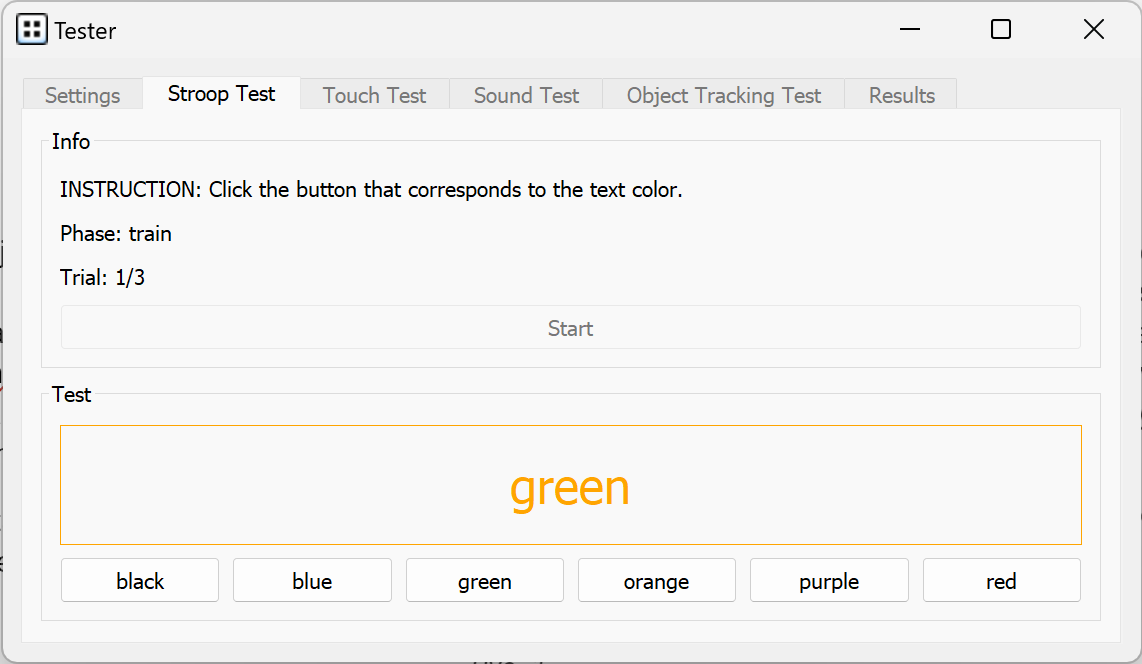 Tester
Settings Stroop Test Touch Test Sound Test Object Tracking Test Results
Info
INSTRUCTION: Click the button that corresponds to the text color.
Phase: train
Trial: 1/3
Start
Test
green
black blue green orange purple red